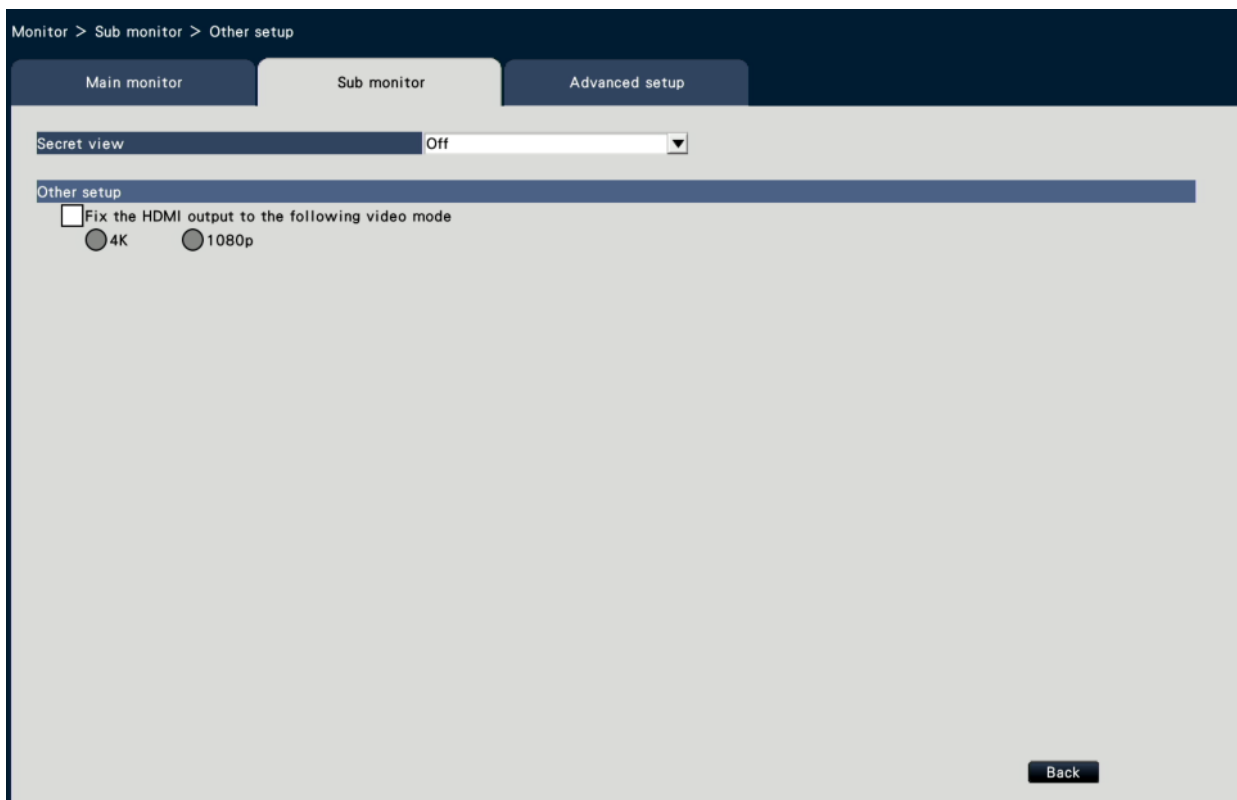 Monitor > Sub monitor > Other setup
Main monitor Sub monitor Advanced setup
Secret view Off
Other setup
Fix the HDMI output to the following video mode
4K 1080p
Back